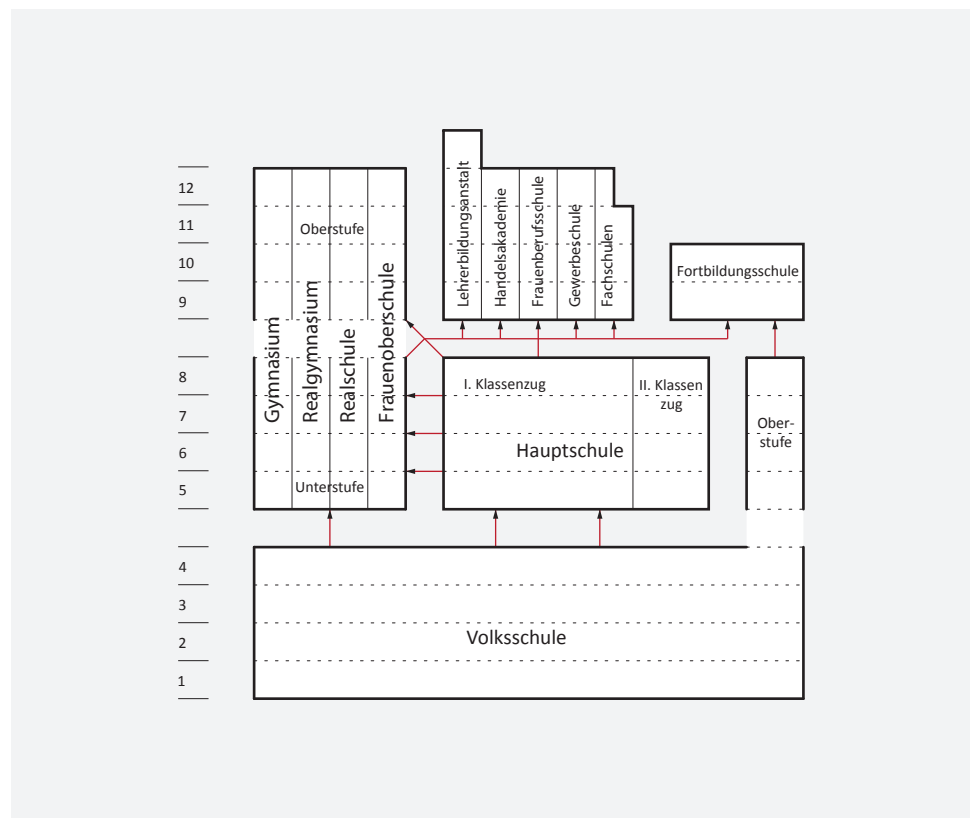 12
11
10
9
8
7
6
5
4
3
2
1
Oberstufe
Gymnasium
Realgymnasium
Realschule
Frauenoberschule
Unterstufe
Lehrerbildungsanstalt
Handelsakademie
Frauenberufsschule
Gewerbeschule
Fachschulen
Fortbildungsschule
I. Klassenzug
II. Klassen
zug
Hauptschule
Ober-
stufe
Volksschule